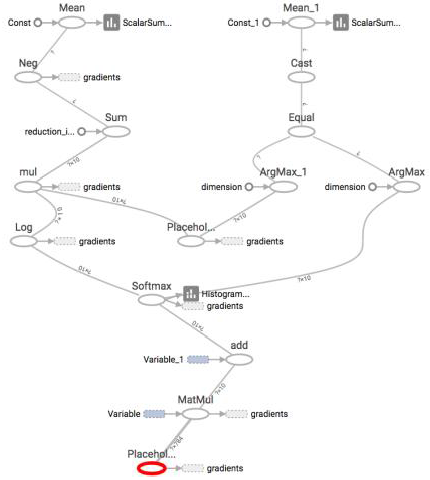 Mean
Mean_1
Const
ScalarSum...
Const_1
ScalarSum...
?
Neg
gradients
Cast
?
?
Sum
Equal
reduction_i...
?×10
?
?
mul
gradients
dimension
ArgMax_1
dimension
ArgMax
?×10
?×10
?×10
Log
gradients
Placehol...
gradients
?×10
?×10
Softmax
Histogram...
gradients
?×10
add
Variable_1
?×10
MatMul
Variable
gradients
?×784
Placehol...
gradients